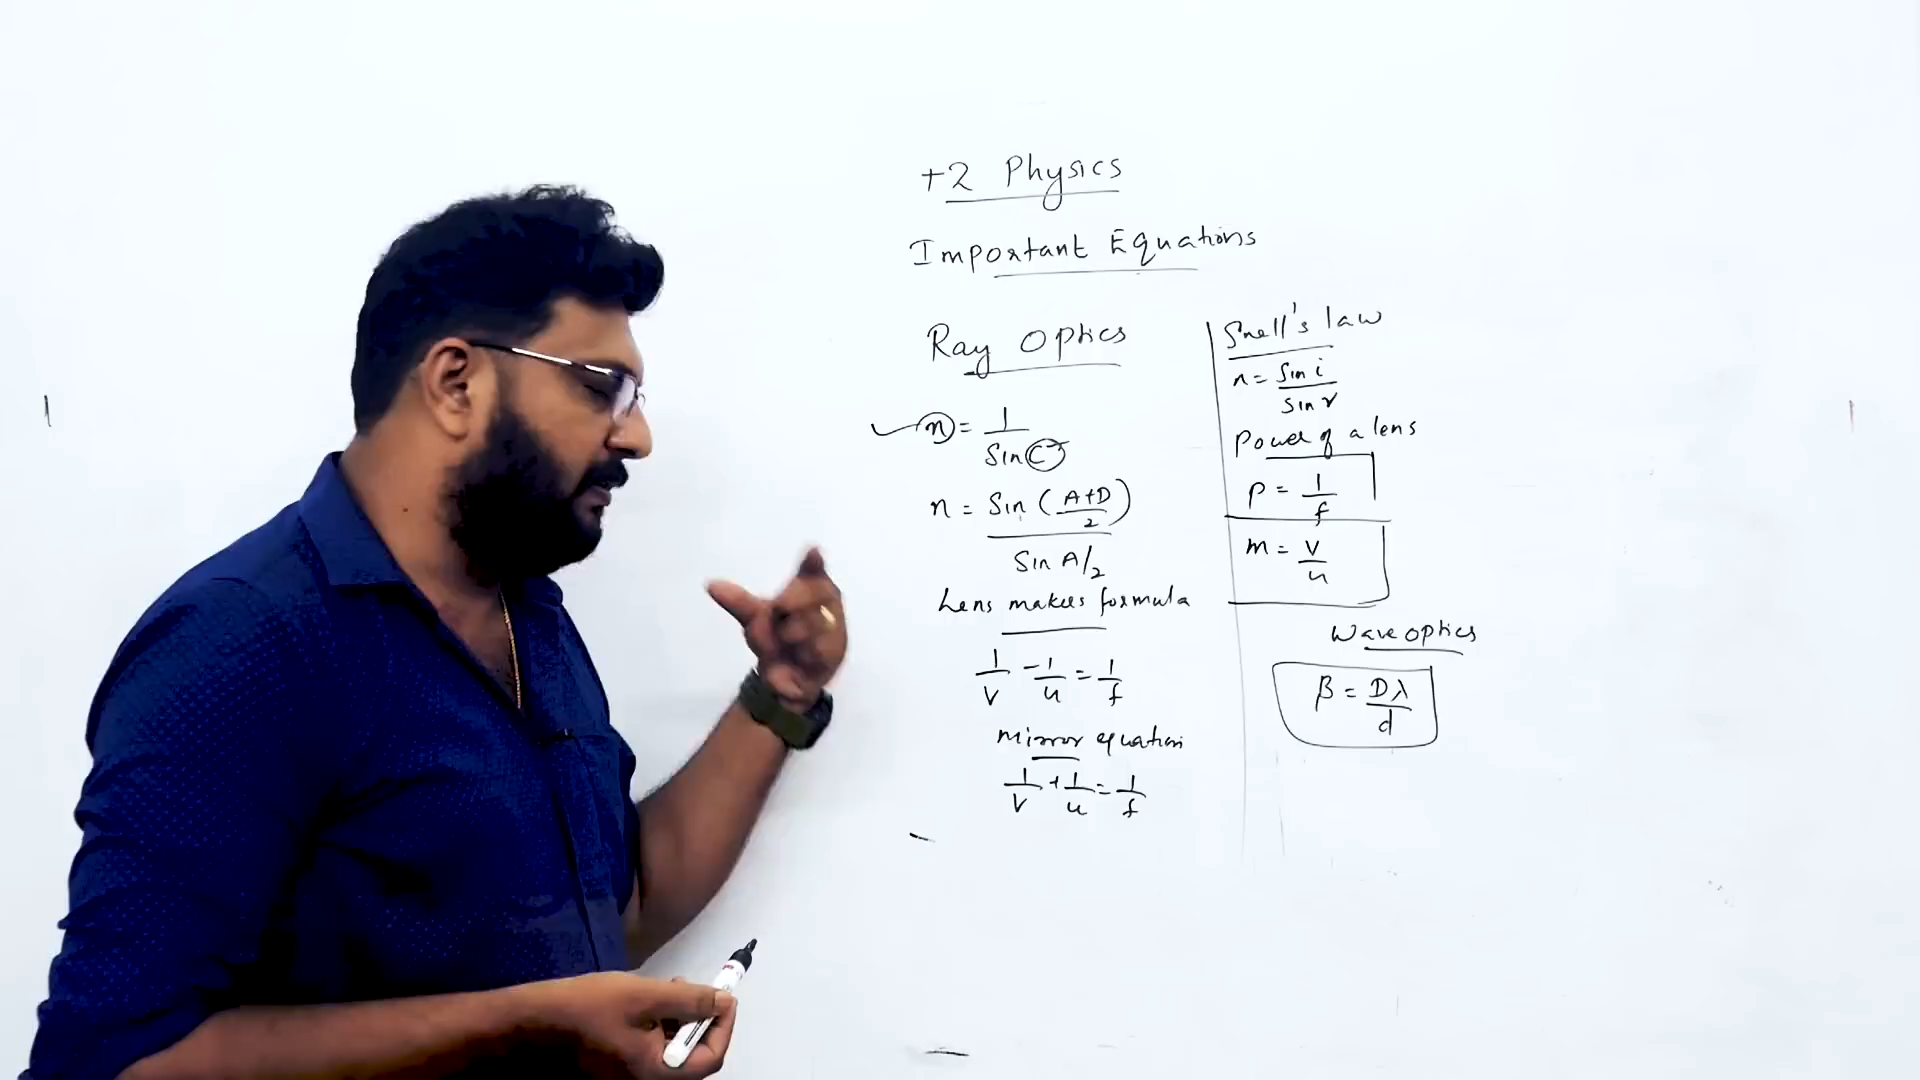 +2 Physics
Important Equations
Ray Optics
n = 1/Sin C
n = Sin (A+D/2) / Sin A/2
Lens makers formula
1/v - 1/u = 1/f
Mirror equation
1/v + 1/u = 1/f
Snell's law
n = Sin i / Sin r
Power of a lens
P = 1/f
m = v/u
Wave optics
β = Dλ/d